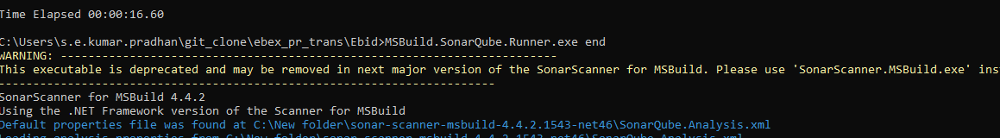 Time Elapsed 00:00:16.60
C:\Users\s.e.kumar.pradhan\git_clone\ebex_pr_trans\Ebid>MSBuild.SonarQube.Runner.exe end
WARNING: -------------------------------------------------------------------------
This executable is deprecated and may be removed in next major version of the SonarScanner for MSBuild. Please use 'SonarScanner.MSBuild.exe' ins
-------------------------------------------------------------------------
SonarScanner for MSBuild 4.4.2
Using the .NET Framework version of the Scanner for MSBuild
Default properties file was found at C:\New folder\sonar-scanner-msbuild-4.4.2.1543-net46\SonarQube.Analysis.xml
Loading analysis properties from C:\New folder\sonar-scanner-msbuild-4.4.2.1543-net46\SonarQube.Analysis.xml